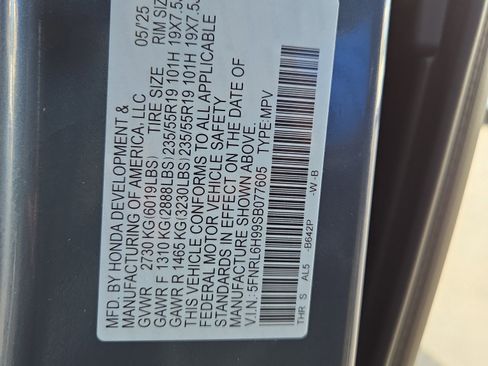 MFD. BY HONDA DEVELOPMENT &
MANUFACTURING OF AMERICA, LLC 05/25
GVWR 2730 KG(6019LBS) TIRE SIZE RIM SIZE
GAWR F 1310 KG(2888LBS)235/55R19 101H 19X7.5J
GAWR R 1465 KG(3230LBS)235/55R19 101H 19X7.5J
THIS VEHICLE CONFORMS TO ALL APPLICABLE
FEDERAL MOTOR VEHICLE SAFETY
STANDARDS IN EFFECT ON THE DATE OF
MANUFACTURE SHOWN ABOVE.
V.I.N.: 5FNRL6H99SB077605 TYPE:MPV
THR S AL5 -B642P -W-B